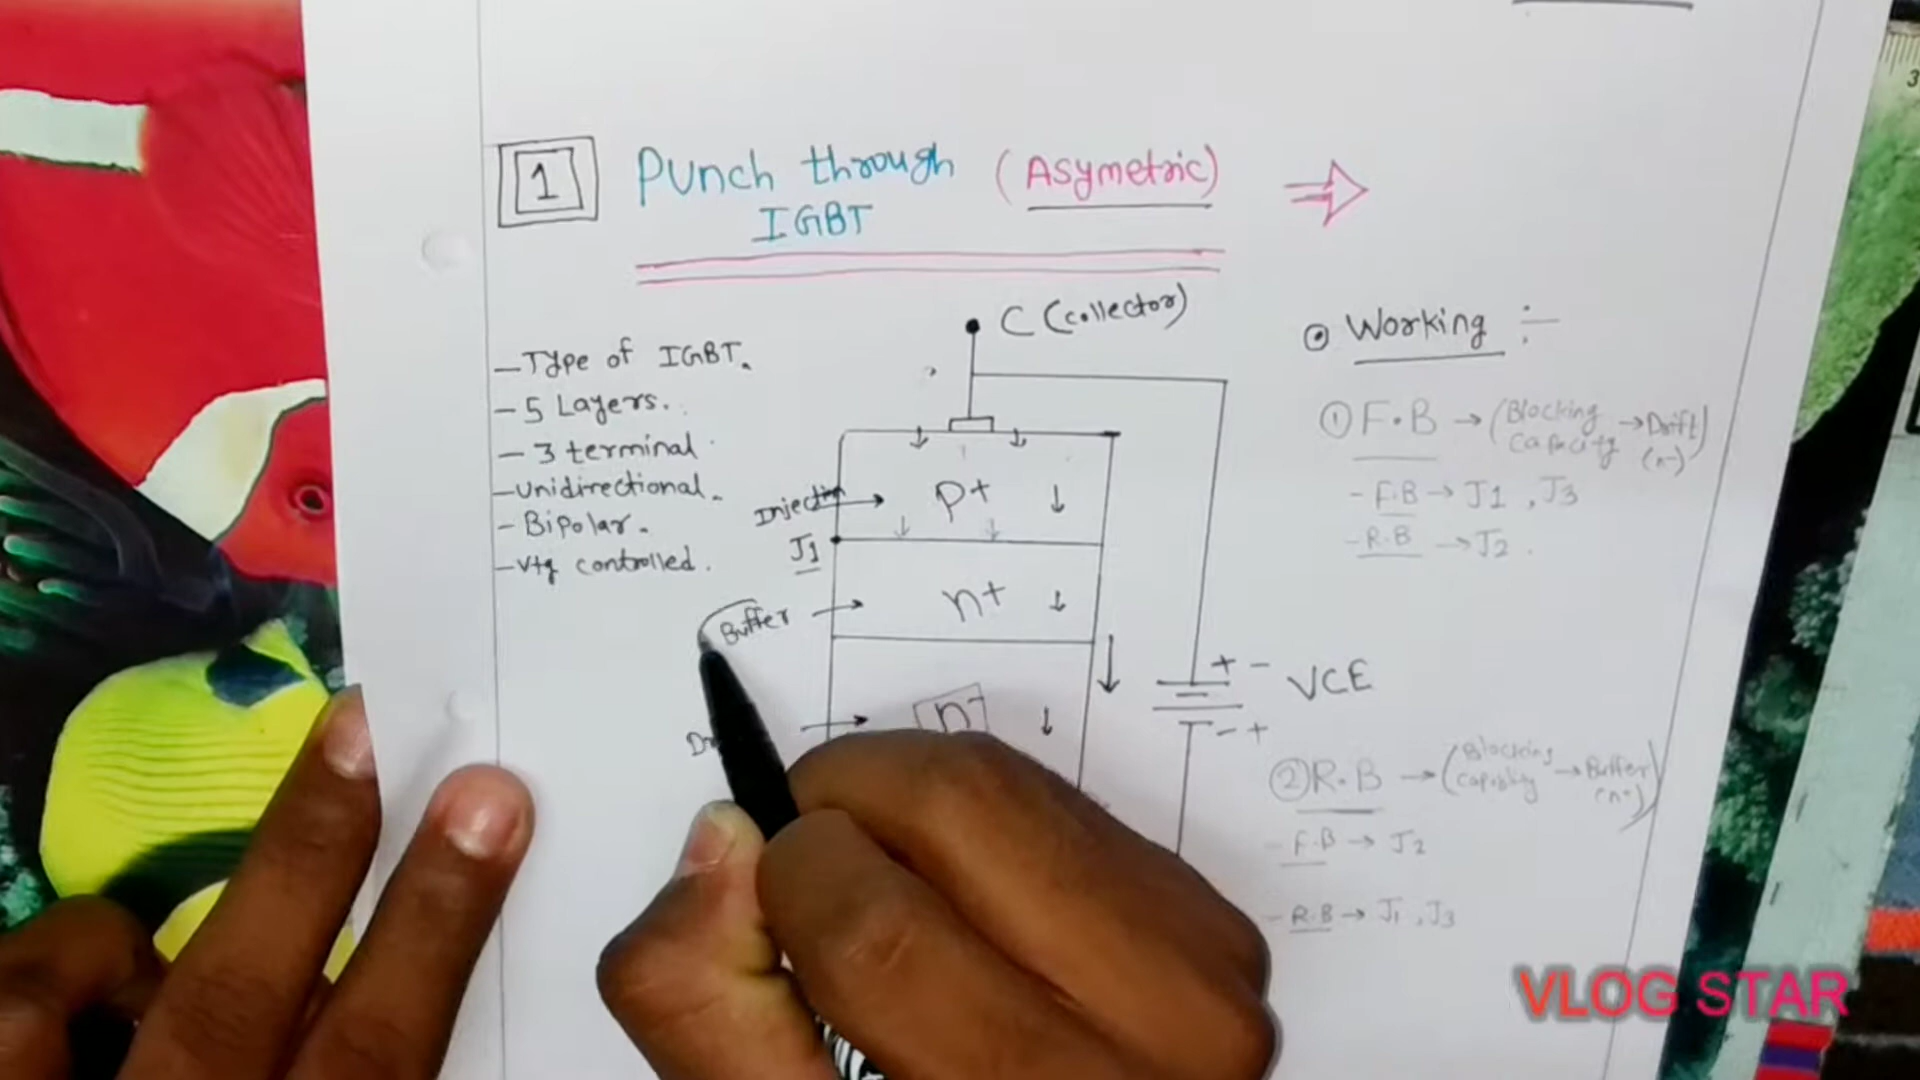 1
Punch through (Asymetric) ⇒
IGBT
C (collector)
- Type of IGBT.
- 5 Layers.
- 3 terminal
- Unidirectional.
- Bipolar.
- Vtg controlled.
Injection → P+ ↓
J1
Buffer → n+ ↓
→ n- ↓
+ - VCE
- +
Working :-
① F.B → (Blocking Capacity → Drift (n-))
- F.B → J1 , J3
- R.B → J2 .
② R.B → (Blocking Capability → Buffer (n+))
- F.B → J2
- R.B → J1 , J3
3
VLOG STAR